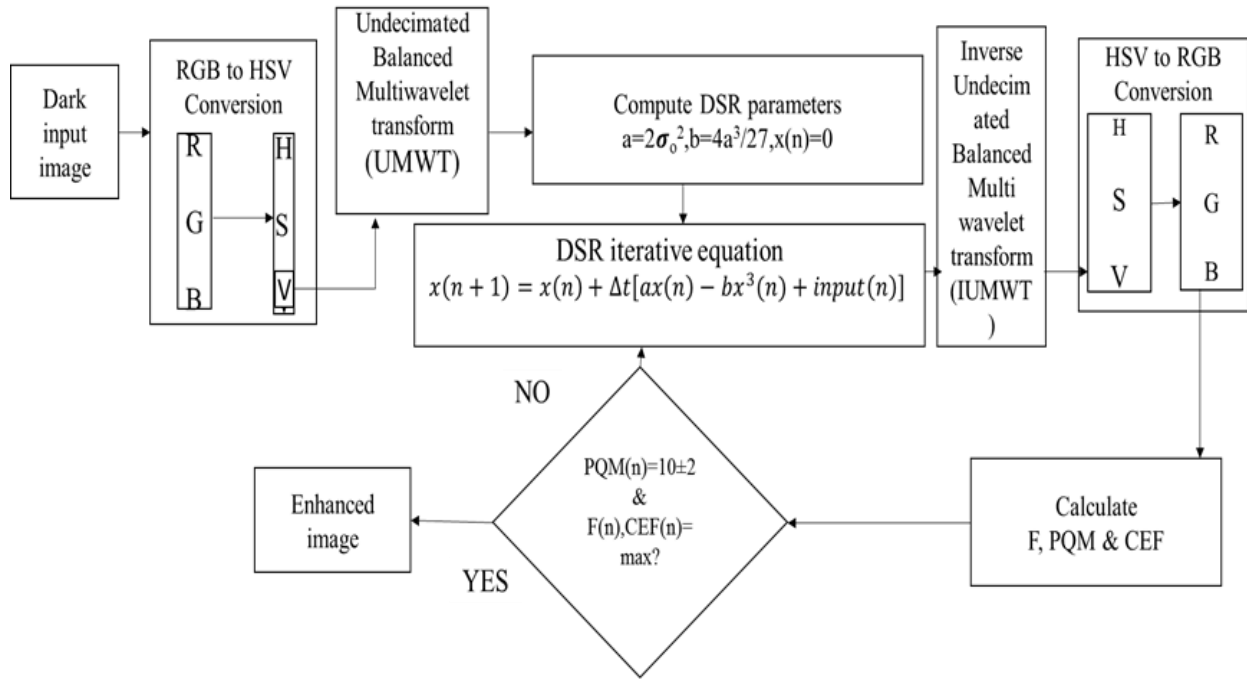 Dark
input
image
RGB to HSV
Conversion
R
G
B
H
S
V
Undecimated
Balanced
Multiwavelet
transform
(UMWT)
Compute DSR parameters
a=2σ₀²,b=4a³/27,x(n)=0
DSR iterative equation
x(n + 1) = x(n) + Δt[ax(n) − bx³(n) + input(n)]
Inverse
Undecim
ated
Balanced
Multi
wavelet
transform
(IUMWT
)
HSV to RGB
Conversion
H
S
V
R
G
B
Calculate
F, PQM & CEF
PQM(n)=10±2
&
F(n),CEF(n)=
max?
NO
YES
Enhanced
image